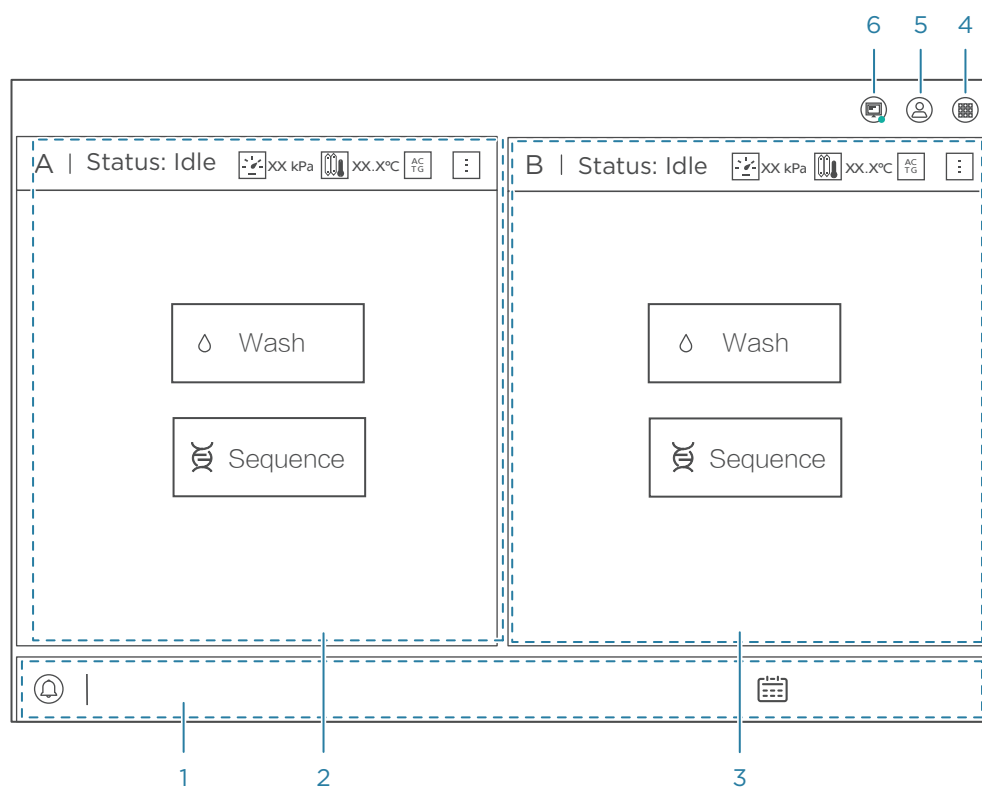 6 5 4
A | Status: Idle XX kPa XX.X°C AC TG
B | Status: Idle XX kPa XX.X°C AC TG
Wash
Wash
Sequence
Sequence
1 2 3